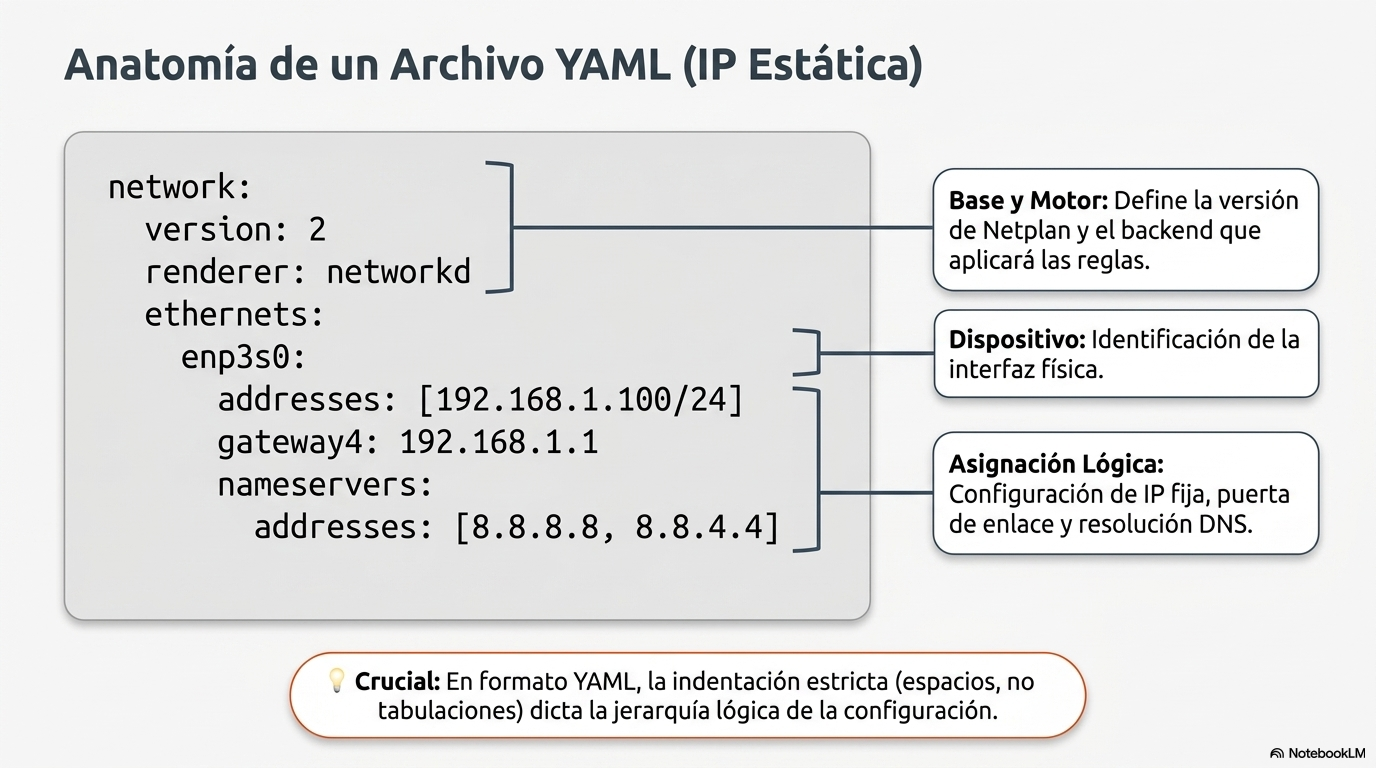 Anatomía de un Archivo YAML (IP Estática)
network:
  version: 2
  renderer: networkd
  ethernets:
    enp3s0:
      addresses: [192.168.1.100/24]
      gateway4: 192.168.1.1
      nameservers:
        addresses: [8.8.8.8, 8.8.4.4]
Base y Motor: Define la versión
de Netplan y el backend que
aplicará las reglas.
Dispositivo: Identificación de la
interfaz física.
Asignación Lógica:
Configuración de IP fija, puerta
de enlace y resolución DNS.
💡 Crucial: En formato YAML, la indentación estricta (espacios, no
tabulaciones) dicta la jerarquía lógica de la configuración.
NotebookLM